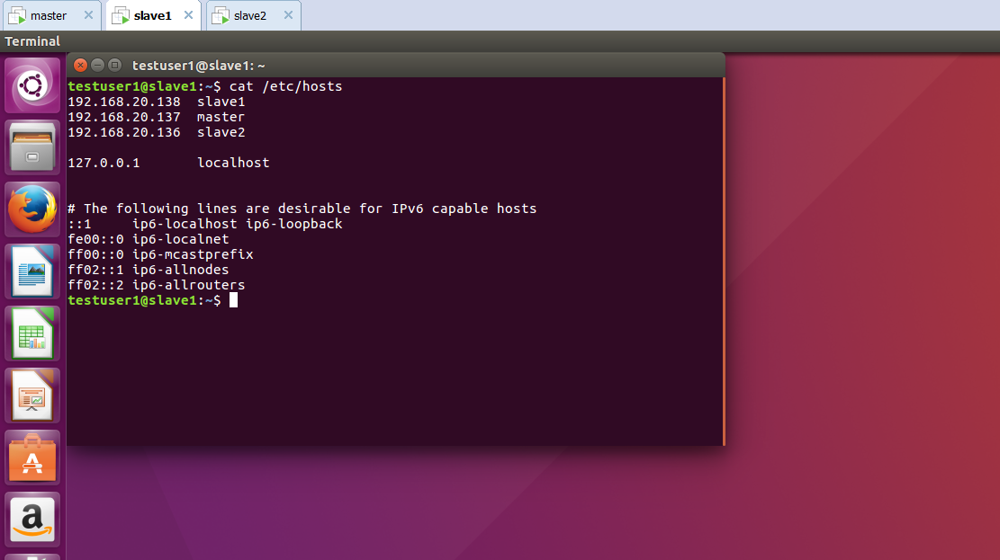 master
slave1
slave2
Terminal
testuser1@slave1: ~
testuser1@slave1:~$ cat /etc/hosts
192.168.20.138  slave1
192.168.20.137  master
192.168.20.136  slave2
127.0.0.1       localhost
# The following lines are desirable for IPv6 capable hosts
::1     ip6-localhost ip6-loopback
fe00::0 ip6-localnet
ff00::0 ip6-mcastprefix
ff02::1 ip6-allnodes
ff02::2 ip6-allrouters
testuser1@slave1:~$